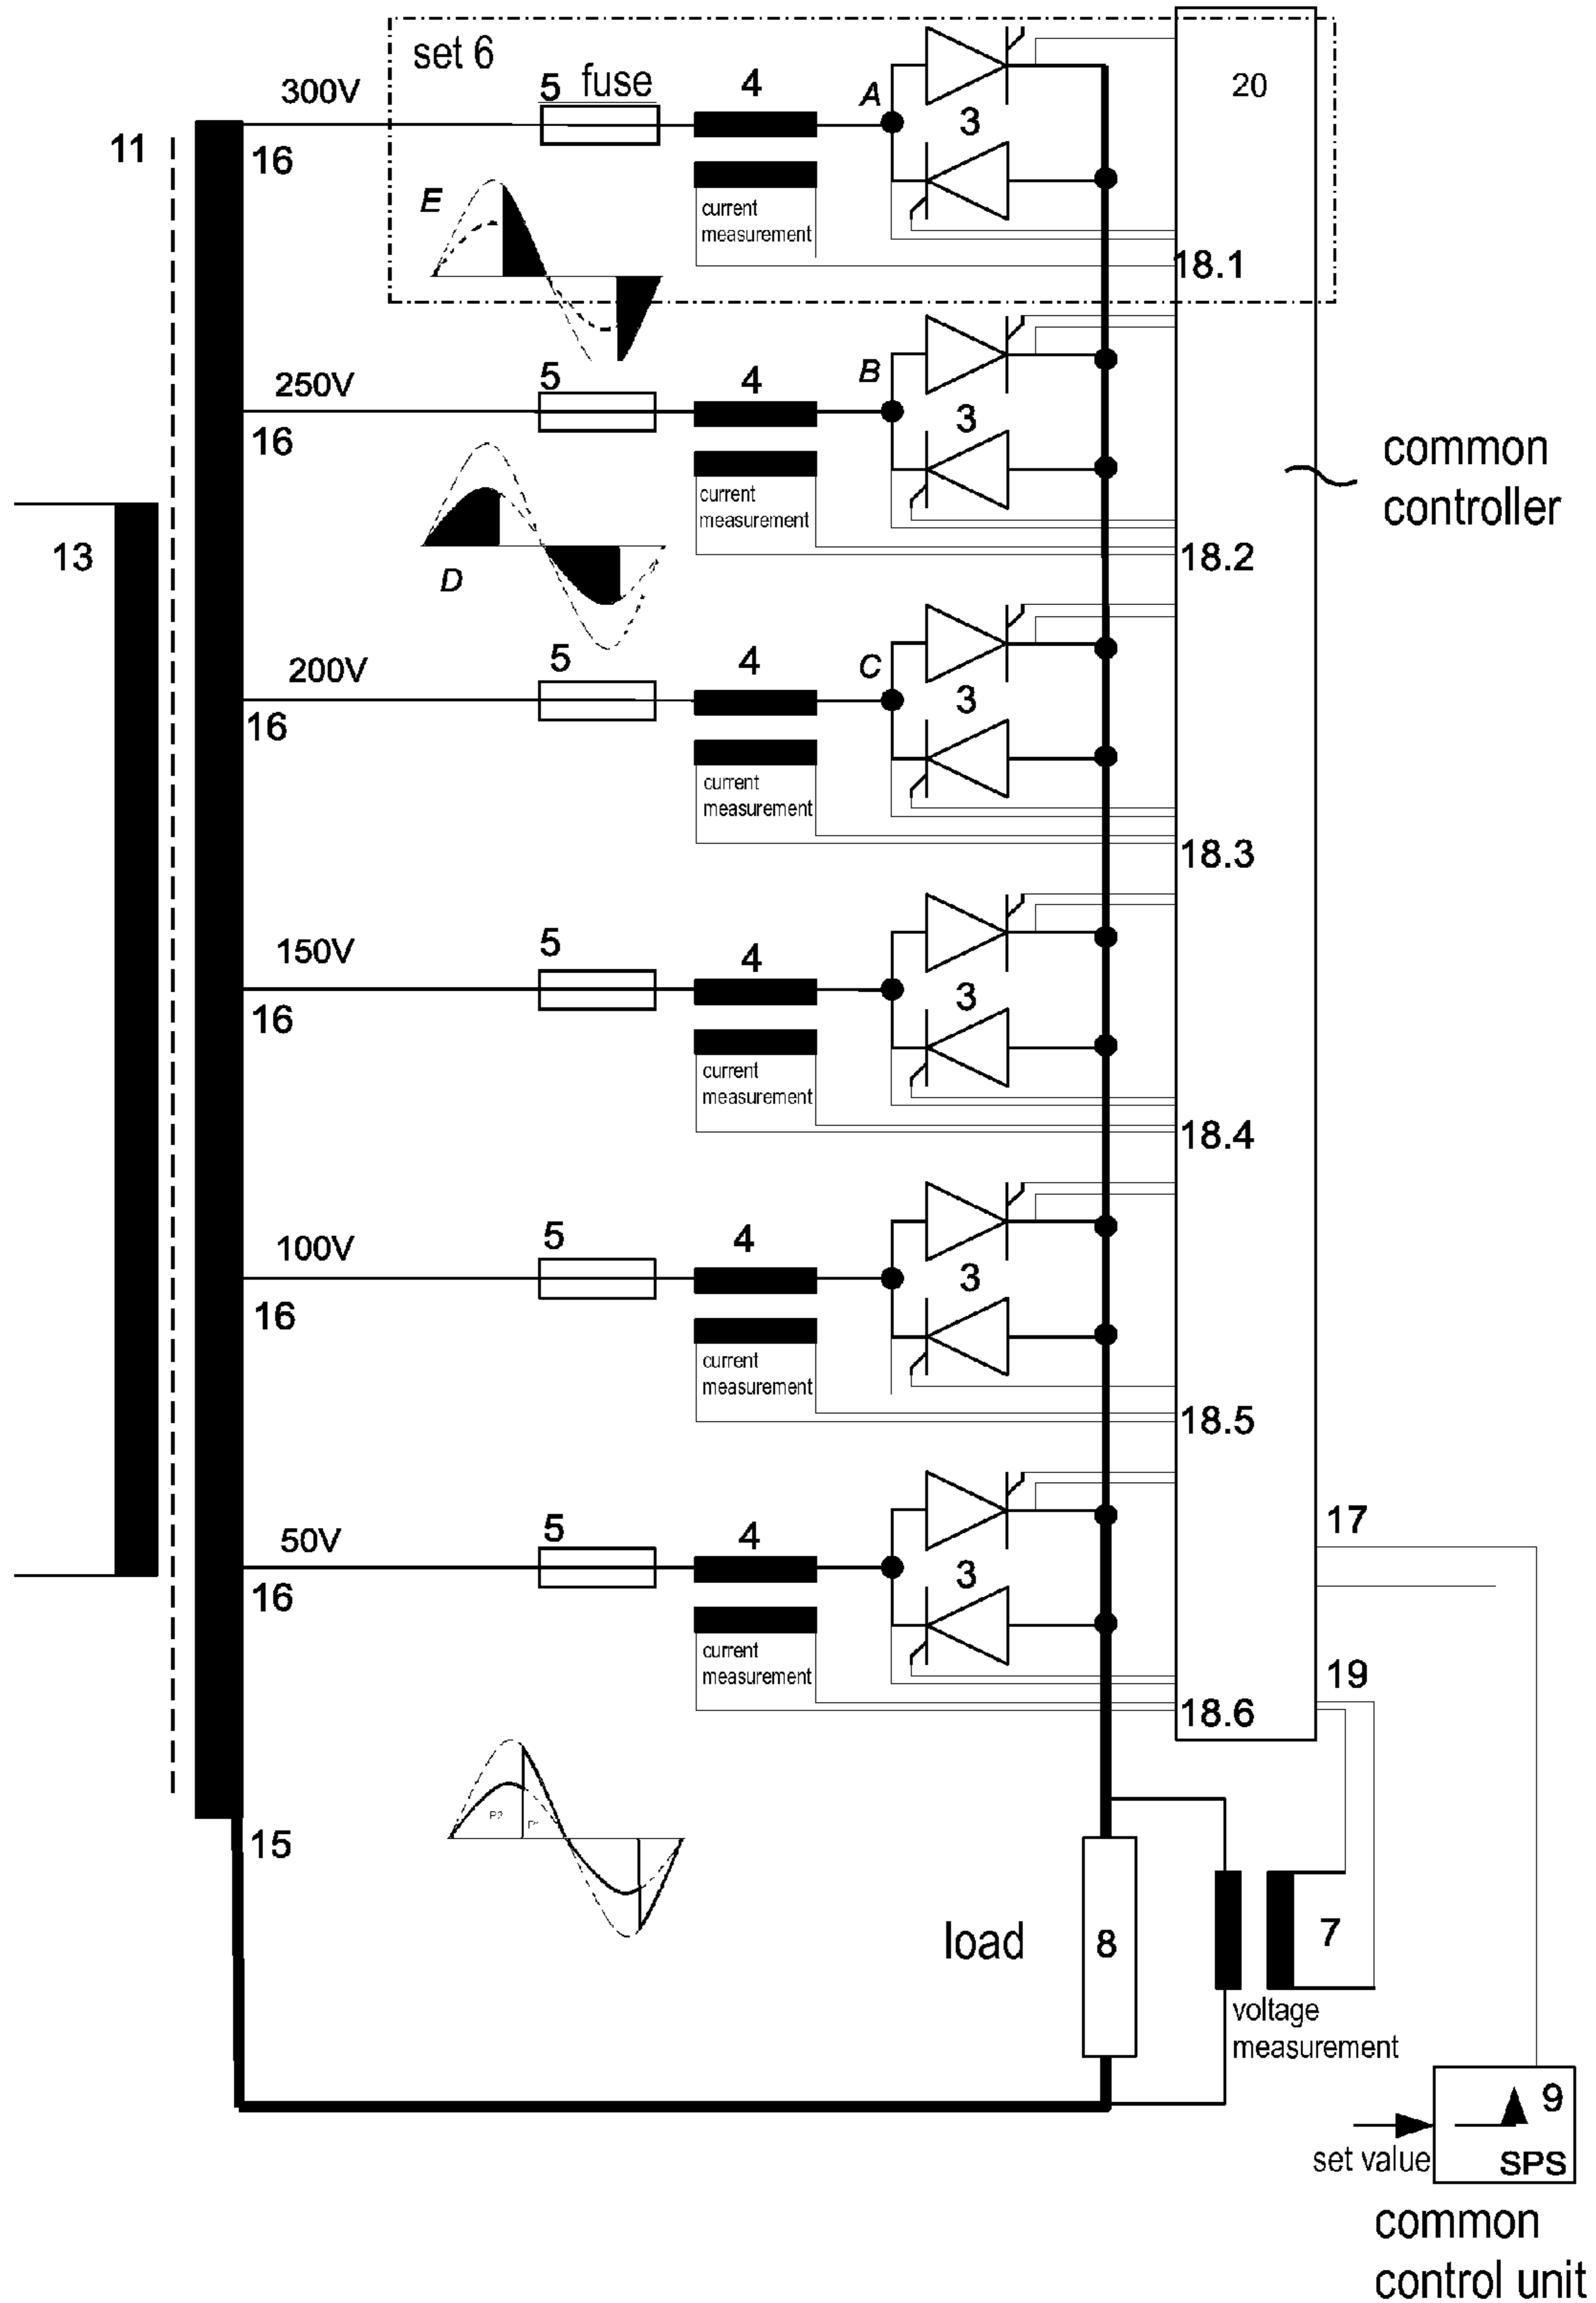 set 6
20
300V
5 fuse
4
A
11
16
3
E
current
measurement
18.1
250V
5
4
B
16
3
common
controller
current
measurement
13
18.2
D
200V
5
4
C
16
3
current
measurement
18.3
150V
5
4
16
3
current
measurement
18.4
100V
5
4
16
3
current
measurement
18.5
50V
5
4
17
16
3
current
measurement
19
18.6
P2
15
load
8
7
voltage
measurement
9
set value
SPS
common
control unit